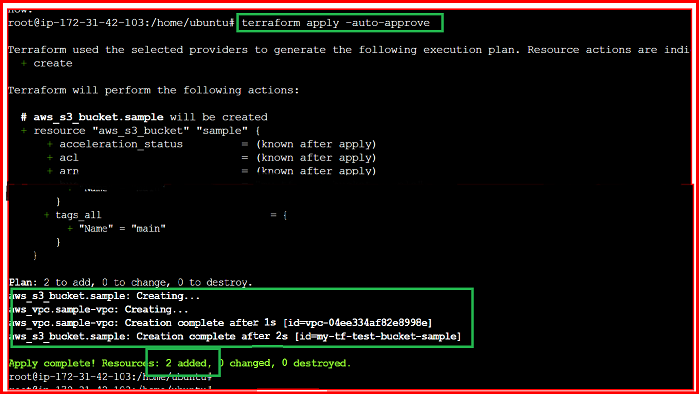 now.
root@ip-172-31-42-103:/home/ubuntu# terraform apply -auto-approve
Terraform used the selected providers to generate the following execution plan. Resource actions are indi
+ create
Terraform will perform the following actions:
# aws_s3_bucket.sample will be created
+ resource "aws_s3_bucket" "sample" {
+ acceleration_status = (known after apply)
+ acl = (known after apply)
+ arn = (known after apply)
+ "Name"
}
+ tags_all = {
+ "Name" = "main"
}
}
Plan: 2 to add, 0 to change, 0 to destroy.
aws_s3_bucket.sample: Creating...
aws_vpc.sample-vpc: Creating...
aws_vpc.sample-vpc: Creation complete after 1s [id=vpc-04ee334af82e8998e]
aws_s3_bucket.sample: Creation complete after 2s [id=my-tf-test-bucket-sample]
Apply complete! Resources: 2 added, 0 changed, 0 destroyed.
root@ip-172-31-42-103:/home/ubuntu#
root@ip-172-31-42-103:/home/ubuntu#